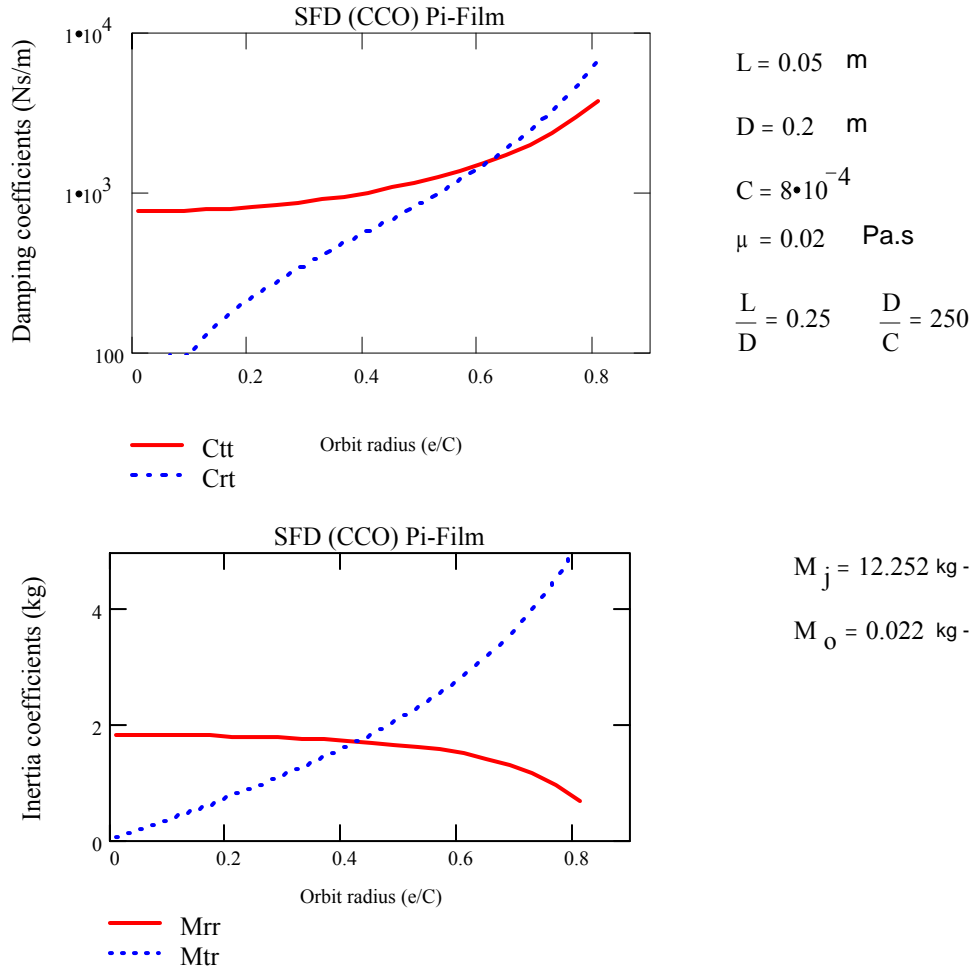 SFD (CCO) Pi-Film
1•10^4
1•10^3
100
Damping coefficients (Ns/m)
0 0.2 0.4 0.6 0.8
Orbit radius (e/C)
Ctt
Crt
L = 0.05 m
D = 0.2 m
C = 8•10^−4
μ = 0.02 Pa.s
L/D = 0.25 D/C = 250
SFD (CCO) Pi-Film
4
2
0
Inertia coefficients (kg)
0 0.2 0.4 0.6 0.8
Orbit radius (e/C)
Mrr
Mtr
M j = 12.252 kg -
M o = 0.022 kg -